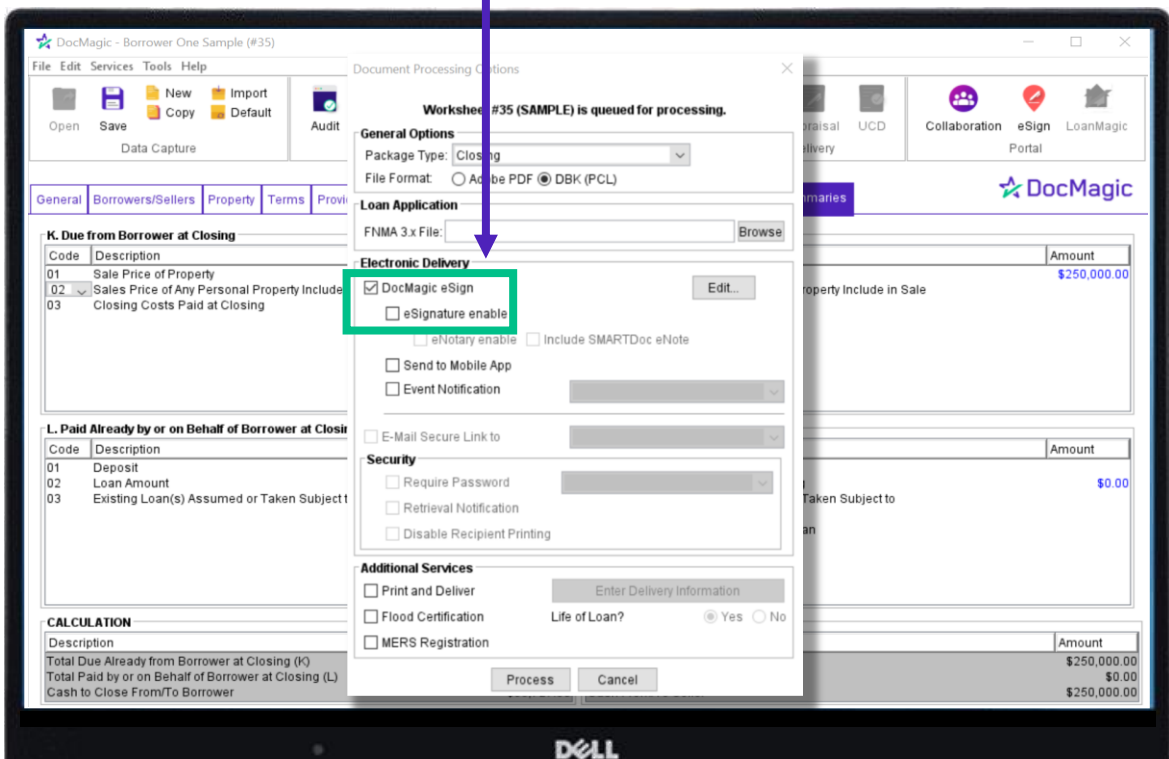 DocMagic - Borrower One Sample (#35)
File Edit Services Tools Help
Open
Save
New
Copy
Import
Default
Data Capture
Audit
UCD
Collaboration
eSign
LoanMagic
Portal
DocMagic
General
Borrowers/Sellers
Property
Terms
K. Due from Borrower at Closing
Code Description
01 Sale Price of Property
02 Sales Price of Any Personal Property Include
03 Closing Costs Paid at Closing
L. Paid Already by or on Behalf of Borrower at
Code Description
01 Deposit
02 Loan Amount
03 Existing Loan(s) Assumed or Taken Subject
CALCULATION
Description
Total Due Already from Borrower at Closing (K)
Total Paid by or on Behalf of Borrower at Closing (L)
Cash to Close From/To Borrower
Document Processing Options
Worksheet #35 (SAMPLE) is queued for processing.
General Options
Package Type: Closing
File Format: Adobe PDF DBK (PCL)
Loan Application
FNMA 3.x File: Browse
Electronic Delivery
DocMagic eSign Edit...
eSignature enable
eNotary enable Include SMARTDoc eNote
Send to Mobile App
Event Notification
E-Mail Secure Link to
Security
Require Password
Retrieval Notification
Disable Recipient Printing
Additional Services
Print and Deliver Enter Delivery Information
Flood Certification Life of Loan? Yes No
MERS Registration
Process Cancel
Amount
$250,000.00
Include in Sale
Amount
$0.00
Taken Subject to
Amount
$250,000.00
$0.00
$250,000.00
DELL